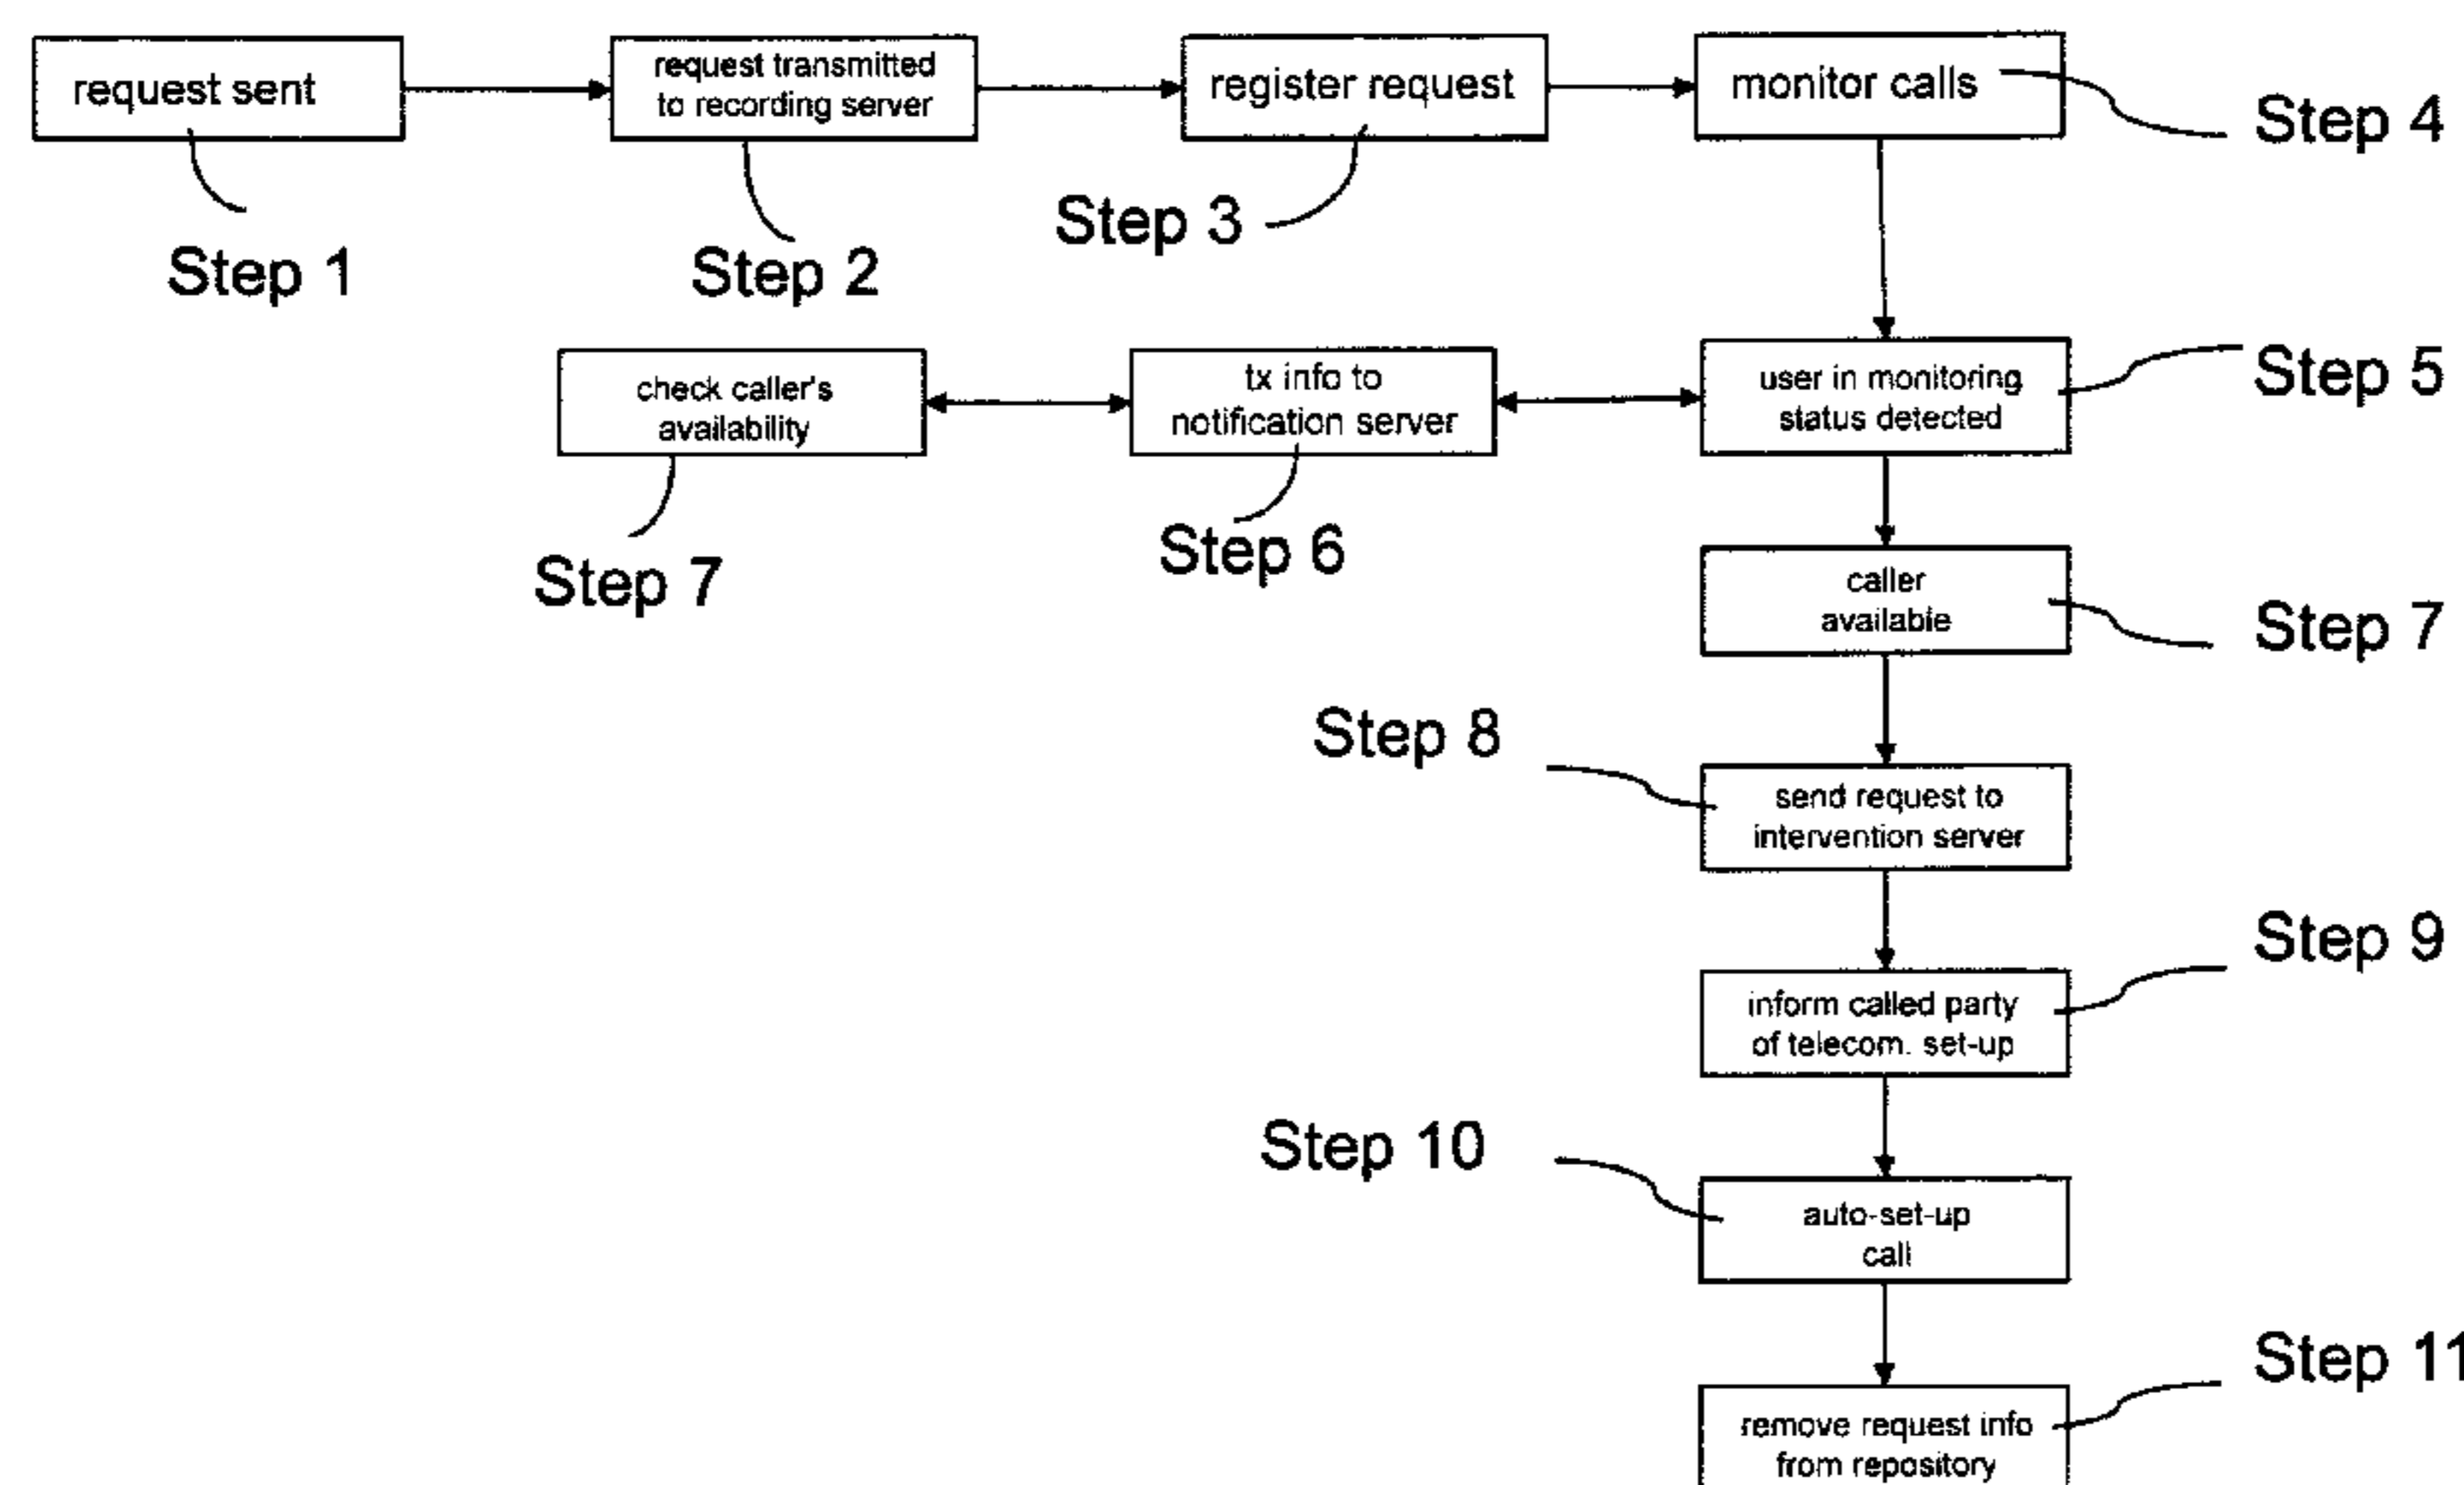 request sent
request transmitted
to recording server
register request
monitor calls
Step 4
Step 3
Step 1
Step 2
check caller's
availability
tx info to
notification server
user in monitoring
status detected
Step 5
Step 7
Step 6
caller
available
Step 7
Step 8
send request to
intervention server
Step 9
inform called party
of telecom. set-up
Step 10
auto-set-up
call
Step 11
remove request info
from repository